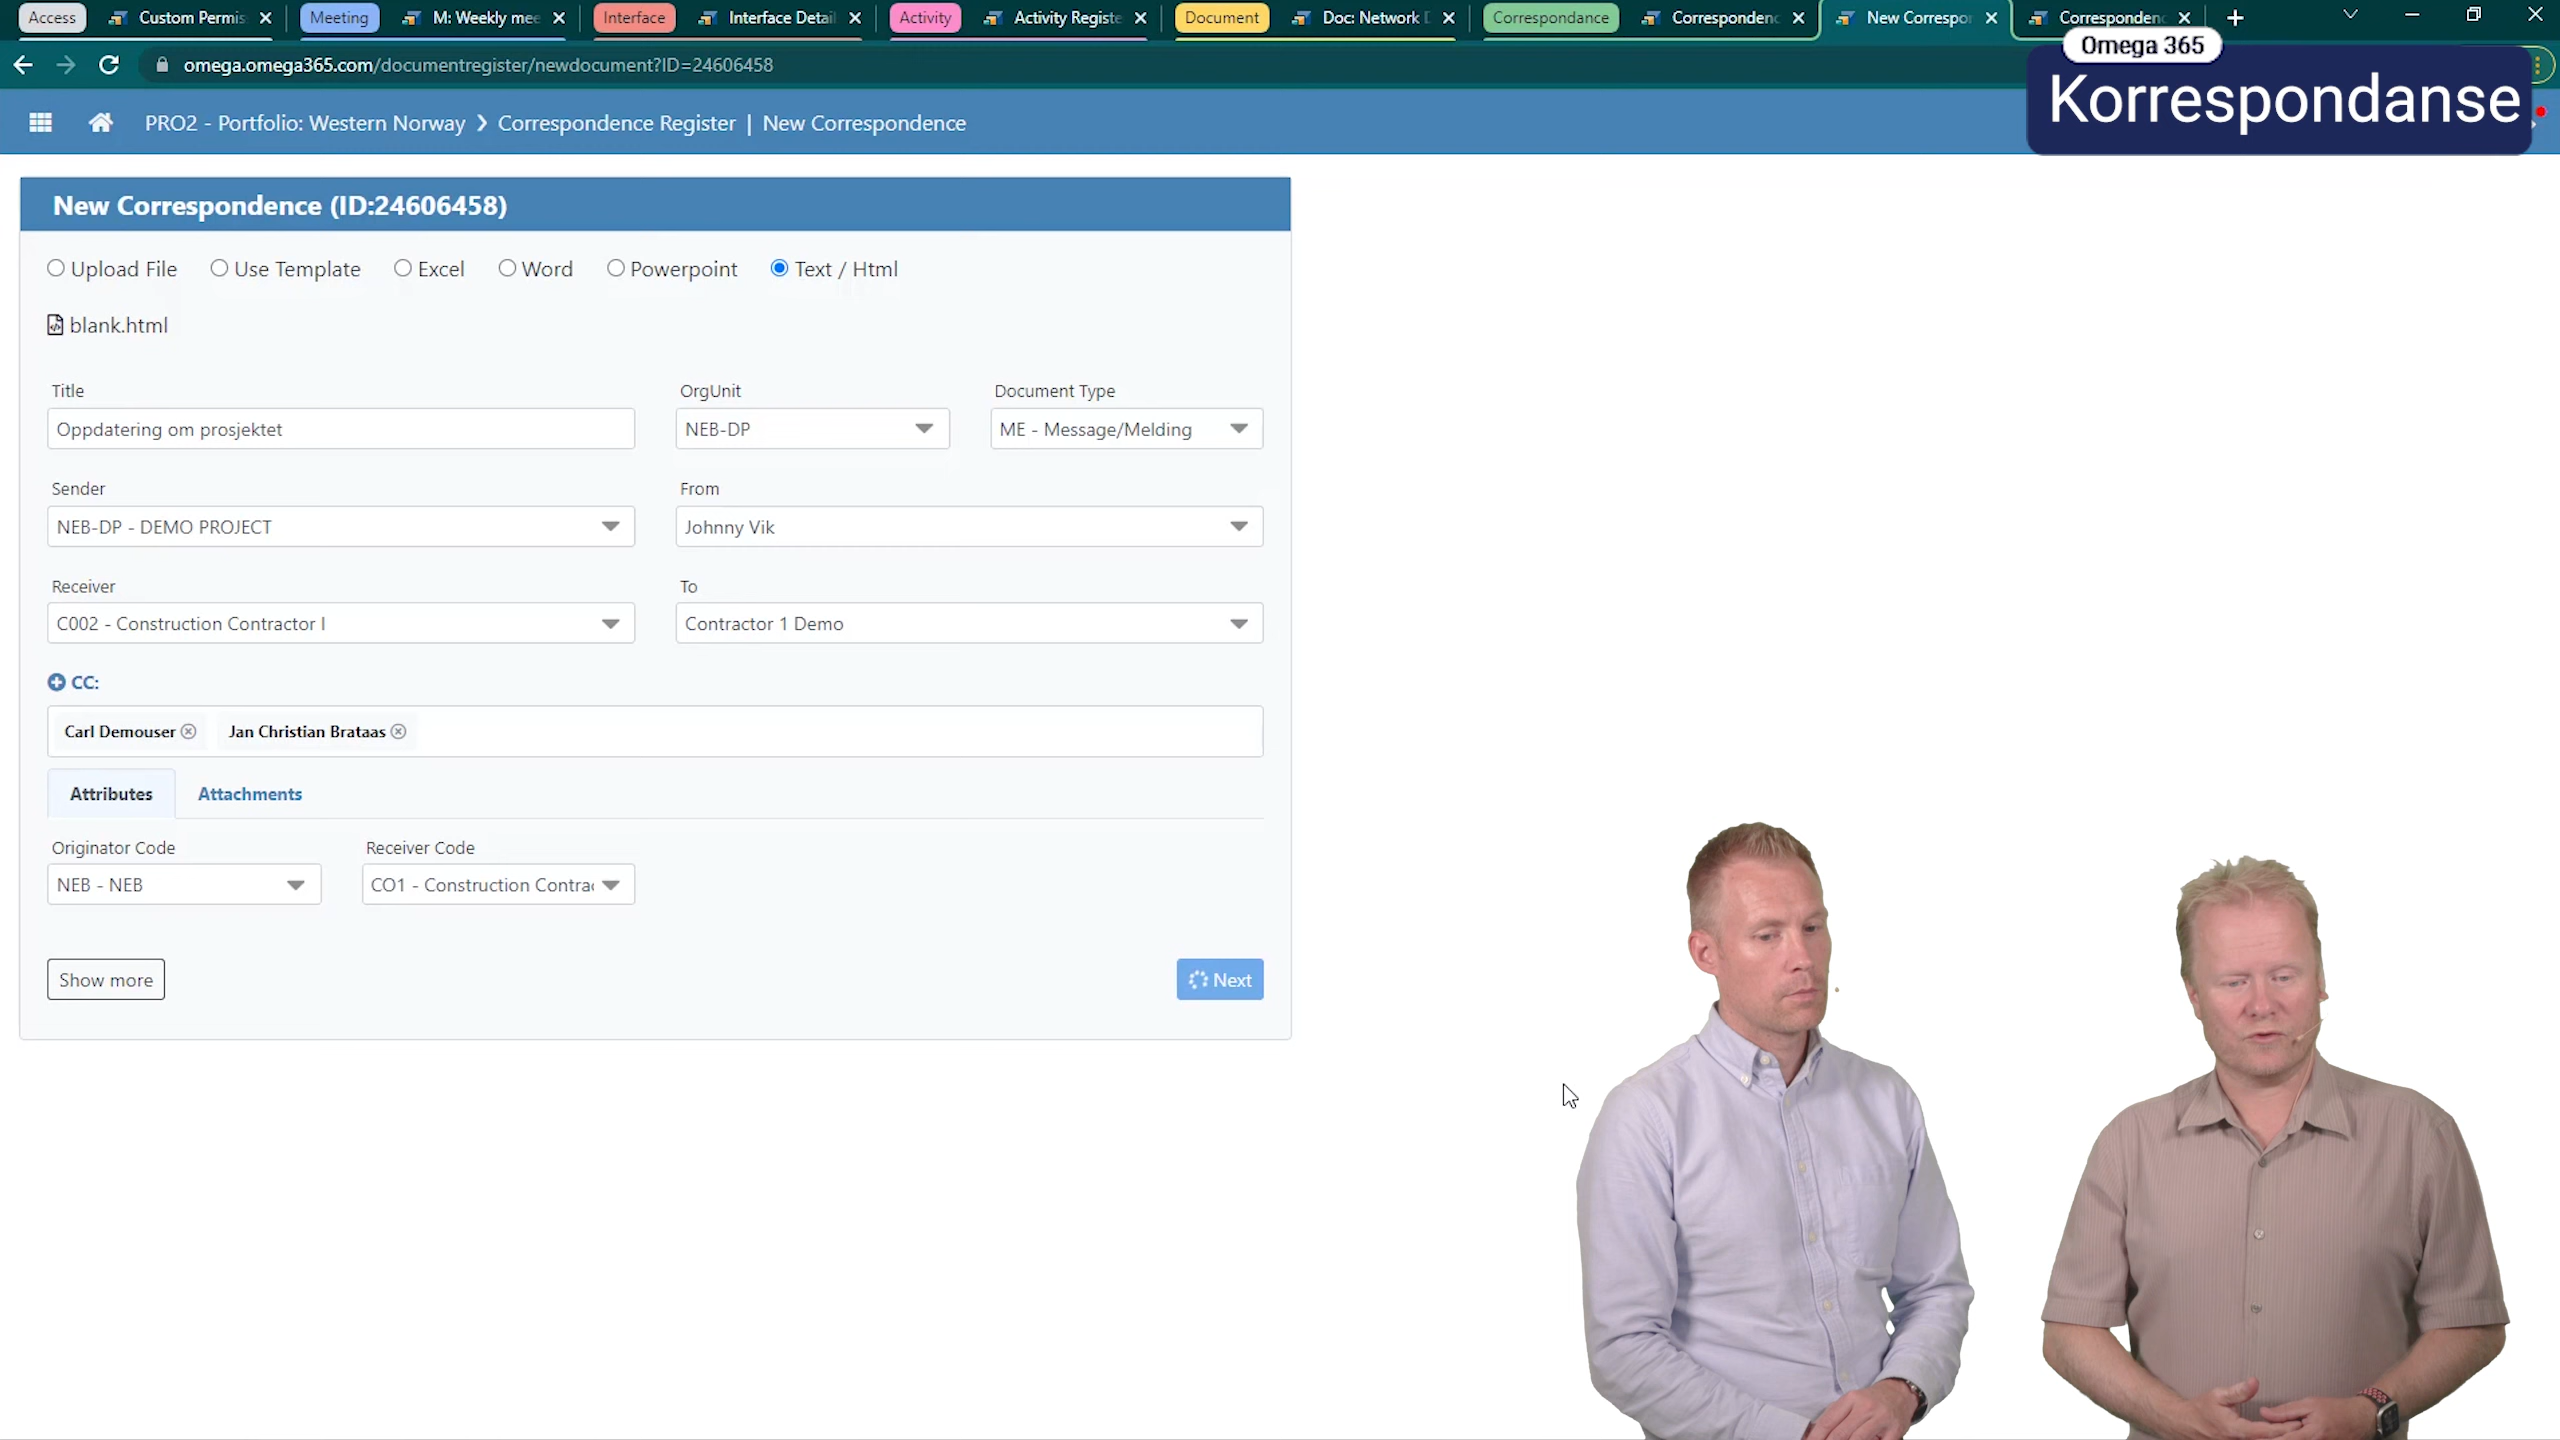 Access
Custom Permis
Meeting
M: Weekly mee
Interface
Interface Detail
Activity
Activity Registe
Document
Doc: Network D
Correspondance
Correspondenc
New Correspon
Correspondenc
omega.omega365.com/documentregister/newdocument?ID=24606458
Omega 365
Korrespondanse
PRO2 - Portfolio: Western Norway
Correspondence Register | New Correspondence
New Correspondence (ID:24606458)
Upload File
Use Template
Excel
Word
Powerpoint
Text / Html
blank.html
Title
OrgUnit
Document Type
Oppdatering om prosjektet
NEB-DP
ME - Message/Melding
Sender
From
NEB-DP - DEMO PROJECT
Johnny Vik
Receiver
To
C002 - Construction Contractor I
Contractor 1 Demo
CC:
Carl Demouser
Jan Christian Brataas
Attributes
Attachments
Originator Code
Receiver Code
NEB - NEB
CO1 - Construction Contra
Show more
Next